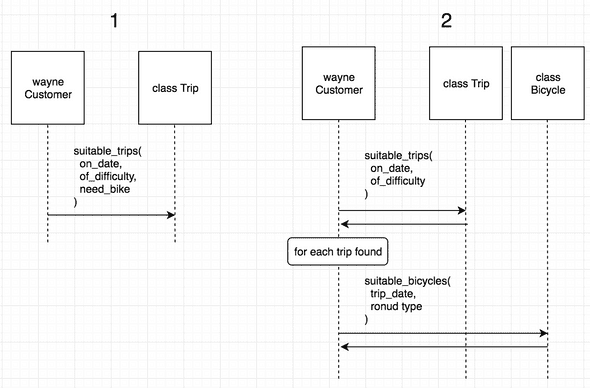 1
wayne
Customer
class Trip
suitable_trips(
on_date,
of_difficulty,
need_bike
)
2
wayne
Customer
class Trip
class
Bicycle
suitable_trips(
on_date,
of_difficulty
)
for each trip found
suitable_bicycles(
trip_date,
ronud type
)